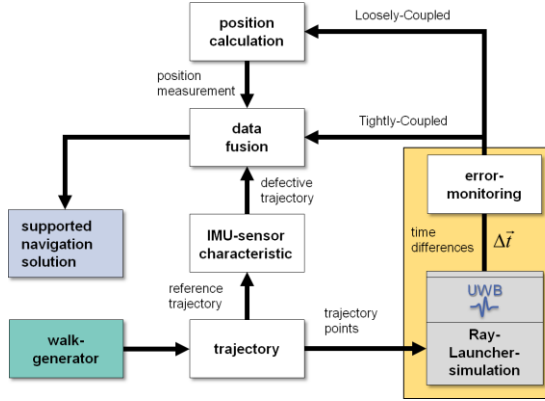 position
calculation
Loosely-Coupled
position
measurement
data
fusion
Tightly-Coupled
error-
monitoring
defective
trajectory
supported
navigation
solution
IMU-sensor
characteristic
time
differences
Δt⃗
reference
trajectory
UWB
walk-
generator
trajectory
trajectory
points
Ray-
Launcher-
simulation